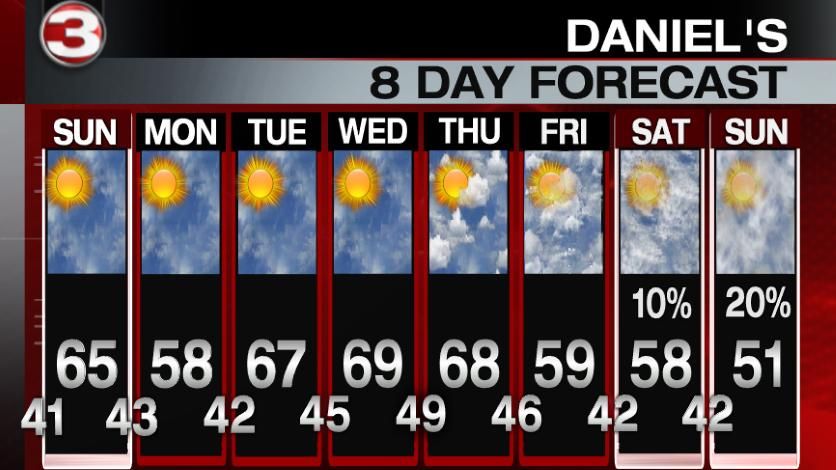 3
DANIEL'S
8 DAY FORECAST
SUN MON TUE WED THU FRI SAT SUN
10% 20%
65 58 67 69 68 59 58 51
41 43 42 45 49 46 42 42